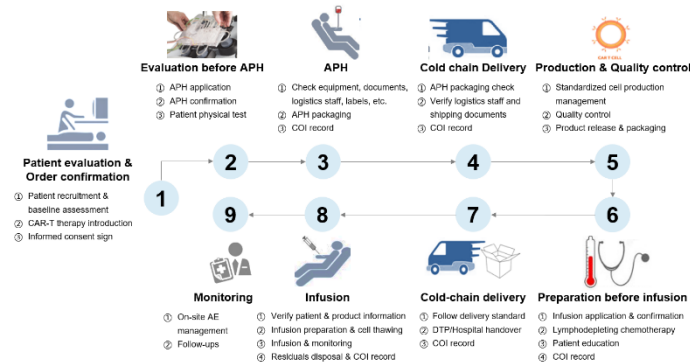 CAR-T CELL
Evaluation before APH
① APH application
② APH confirmation
③ Patient physical test
APH
① Check equipment, documents,
logistics staff, labels, etc.
② APH packaging
③ COI record
Cold chain Delivery
① APH packaging check
② Verify logistics staff and
shipping documents
③ COI record
Production & Quality control
① Standardized cell production
management
② Quality control
③ Product release & packaging
Patient evaluation &
Order confirmation
① Patient recruitment &
baseline assessment
② CAR-T therapy introduction
③ Informed consent sign
1
2
3
4
5
9
8
7
6
Monitoring
① On-site AE
management
② Follow-ups
Infusion
① Verify patient & product information
② Infusion preparation & cell thawing
③ Infusion & monitoring
④ Residuals disposal & COI record
Cold-chain delivery
① Follow delivery standard
② DTP/Hospital handover
③ COI record
Preparation before infusion
① Infusion application & confirmation
② Lymphodepleting chemotherapy
③ Patient education
④ COI record